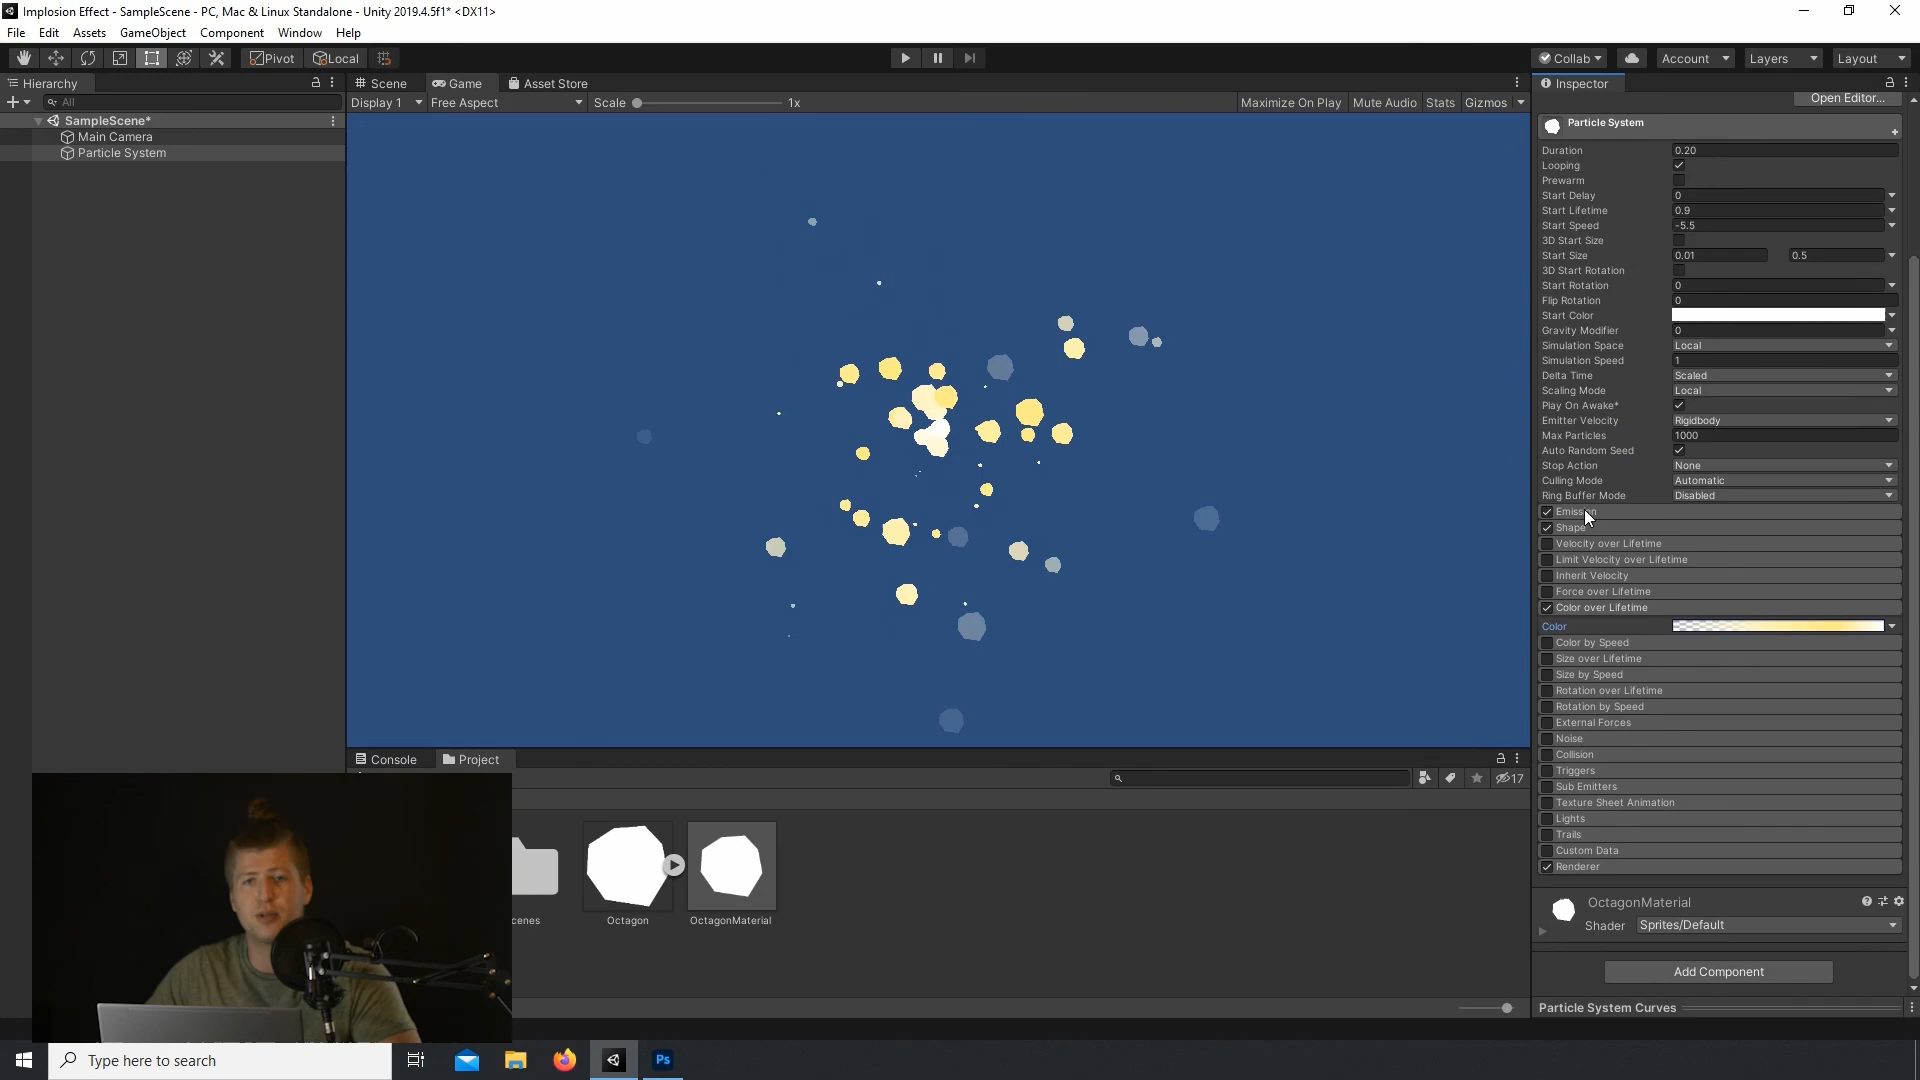 Implosion Effect - SampleScene - PC, Mac & Linux Standalone - Unity 2019.4.5f1* <DX11>
File Edit Assets GameObject Component Window Help
Pivot Local Collab Account Layers Layout
Hierarchy Scene Game Asset Store Inspector
All Display 1 Free Aspect Scale 1x Maximize On Play Mute Audio Stats Gizmos Open Editor...
SampleScene*
Main Camera
Particle System
Particle System
Duration 0.20
Looping
Prewarm
Start Delay 0
Start Lifetime 0.9
Start Speed -5.5
3D Start Size
Start Size 0.01 0.5
3D Start Rotation
Start Rotation 0
Flip Rotation 0
Start Color
Gravity Modifier 0
Simulation Space Local
Simulation Speed 1
Delta Time Scaled
Scaling Mode Local
Play On Awake*
Emitter Velocity Rigidbody
Max Particles 1000
Auto Random Seed
Stop Action None
Culling Mode Automatic
Ring Buffer Mode Disabled
Emission
Shape
Velocity over Lifetime
Limit Velocity over Lifetime
Inherit Velocity
Force over Lifetime
Color over Lifetime
Color
Color by Speed
Size over Lifetime
Size by Speed
Rotation over Lifetime
Rotation by Speed
External Forces
Noise
Collision
Triggers
Sub Emitters
Texture Sheet Animation
Lights
Trails
Custom Data
Renderer
OctagonMaterial
Shader Sprites/Default
Add Component
Particle System Curves
Console Project
17
cenes Octagon OctagonMaterial
Type here to search
Ps